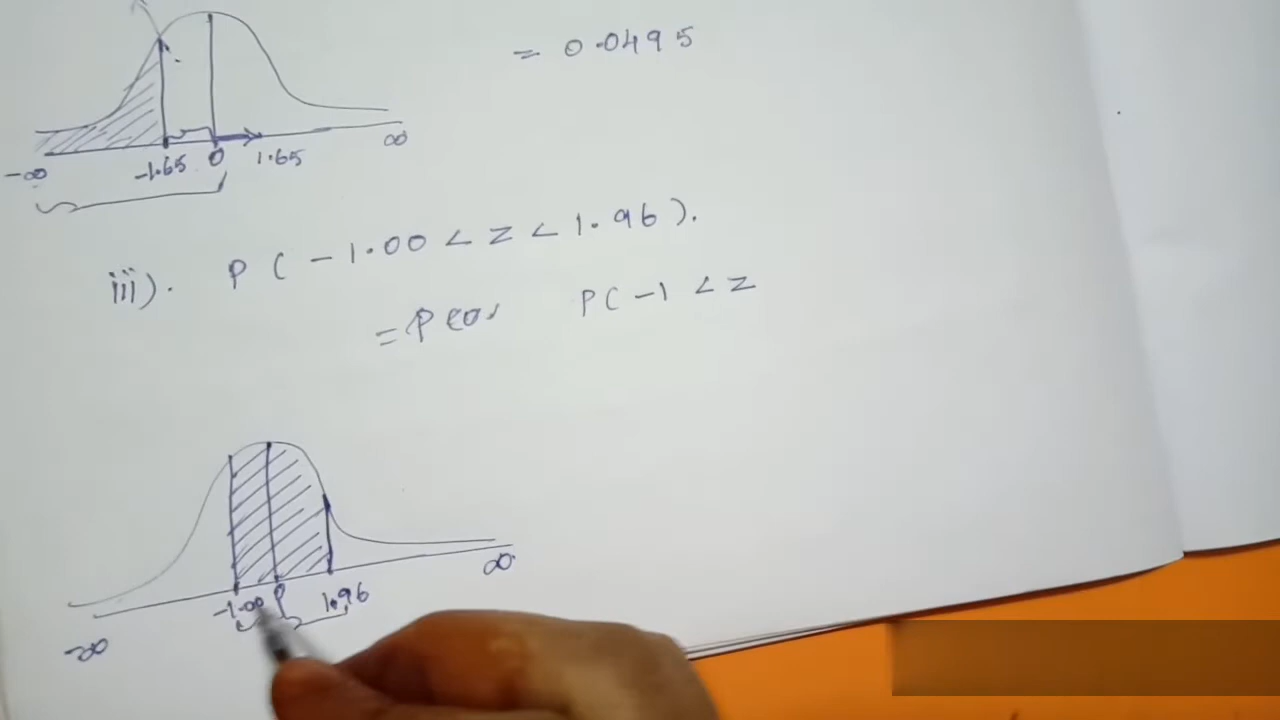 = 0.0495
-∞ -1.65 0 1.65 ∞
iii). P ( -1.00 < z < 1.96 ).
= P P( -1 < z
-∞ -1.00 0 1.96 ∞